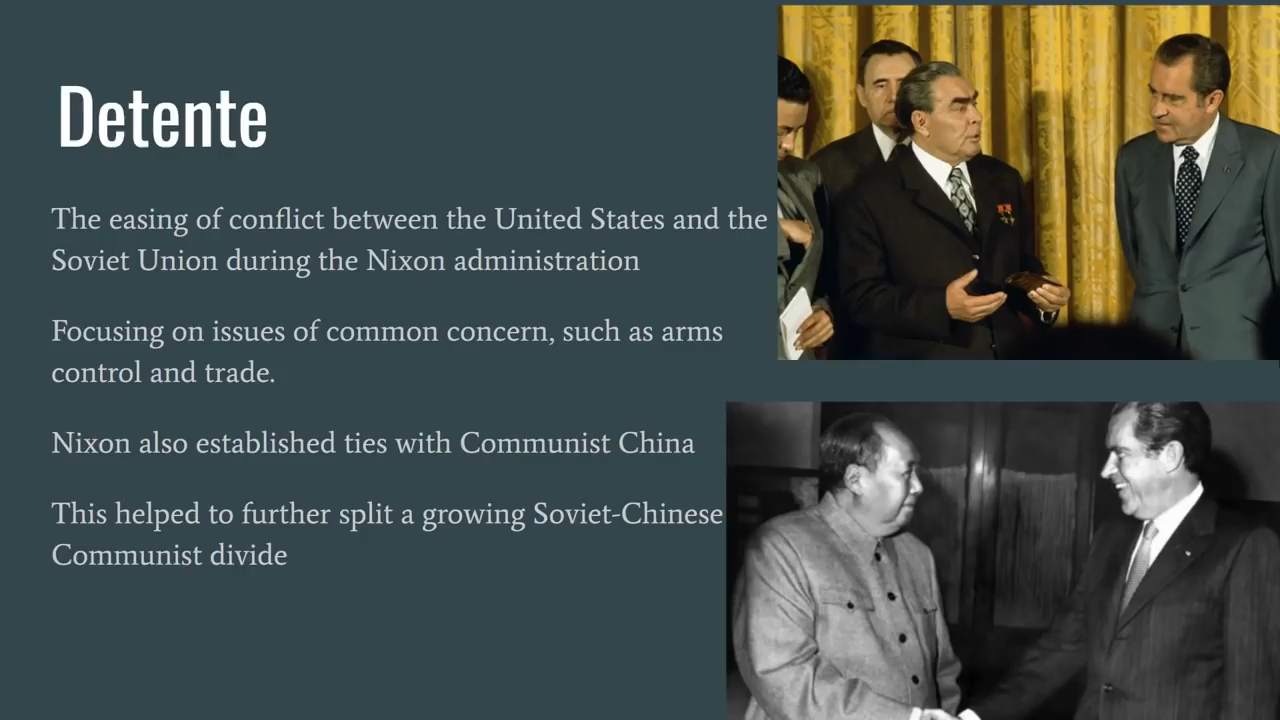 Detente
The easing of conflict between the United States and the
Soviet Union during the Nixon administration
Focusing on issues of common concern, such as arms
control and trade.
Nixon also established ties with Communist China
This helped to further split a growing Soviet-Chinese
Communist divide